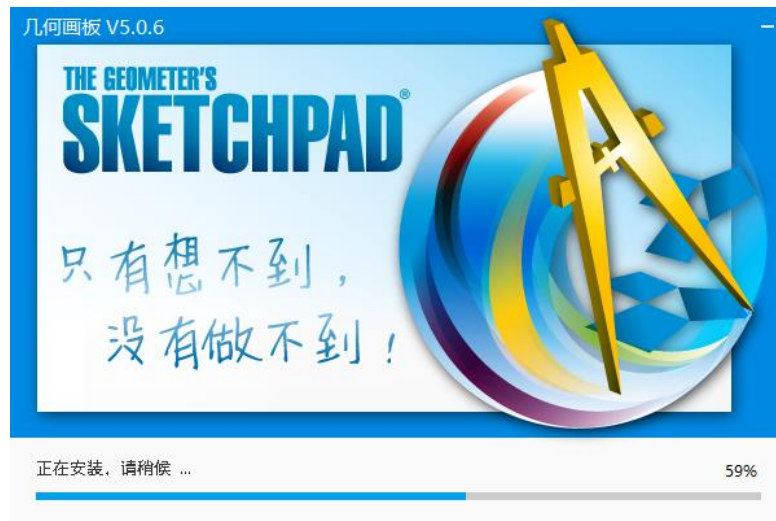 几何画板 V5.0.6
THE GEOMETER'S
SKETCHPAD®
只有想不到，
没有做不到！
正在安装，请稍候 ...
59%